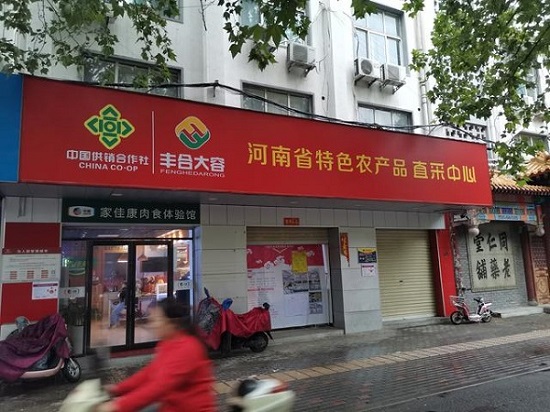 中国供销合作社
CHINA CO-OP
丰合大容
FENGHEDARONG
河南省特色农产品 直采中心
家佳康肉食体验馆
同仁堂
茶药铺